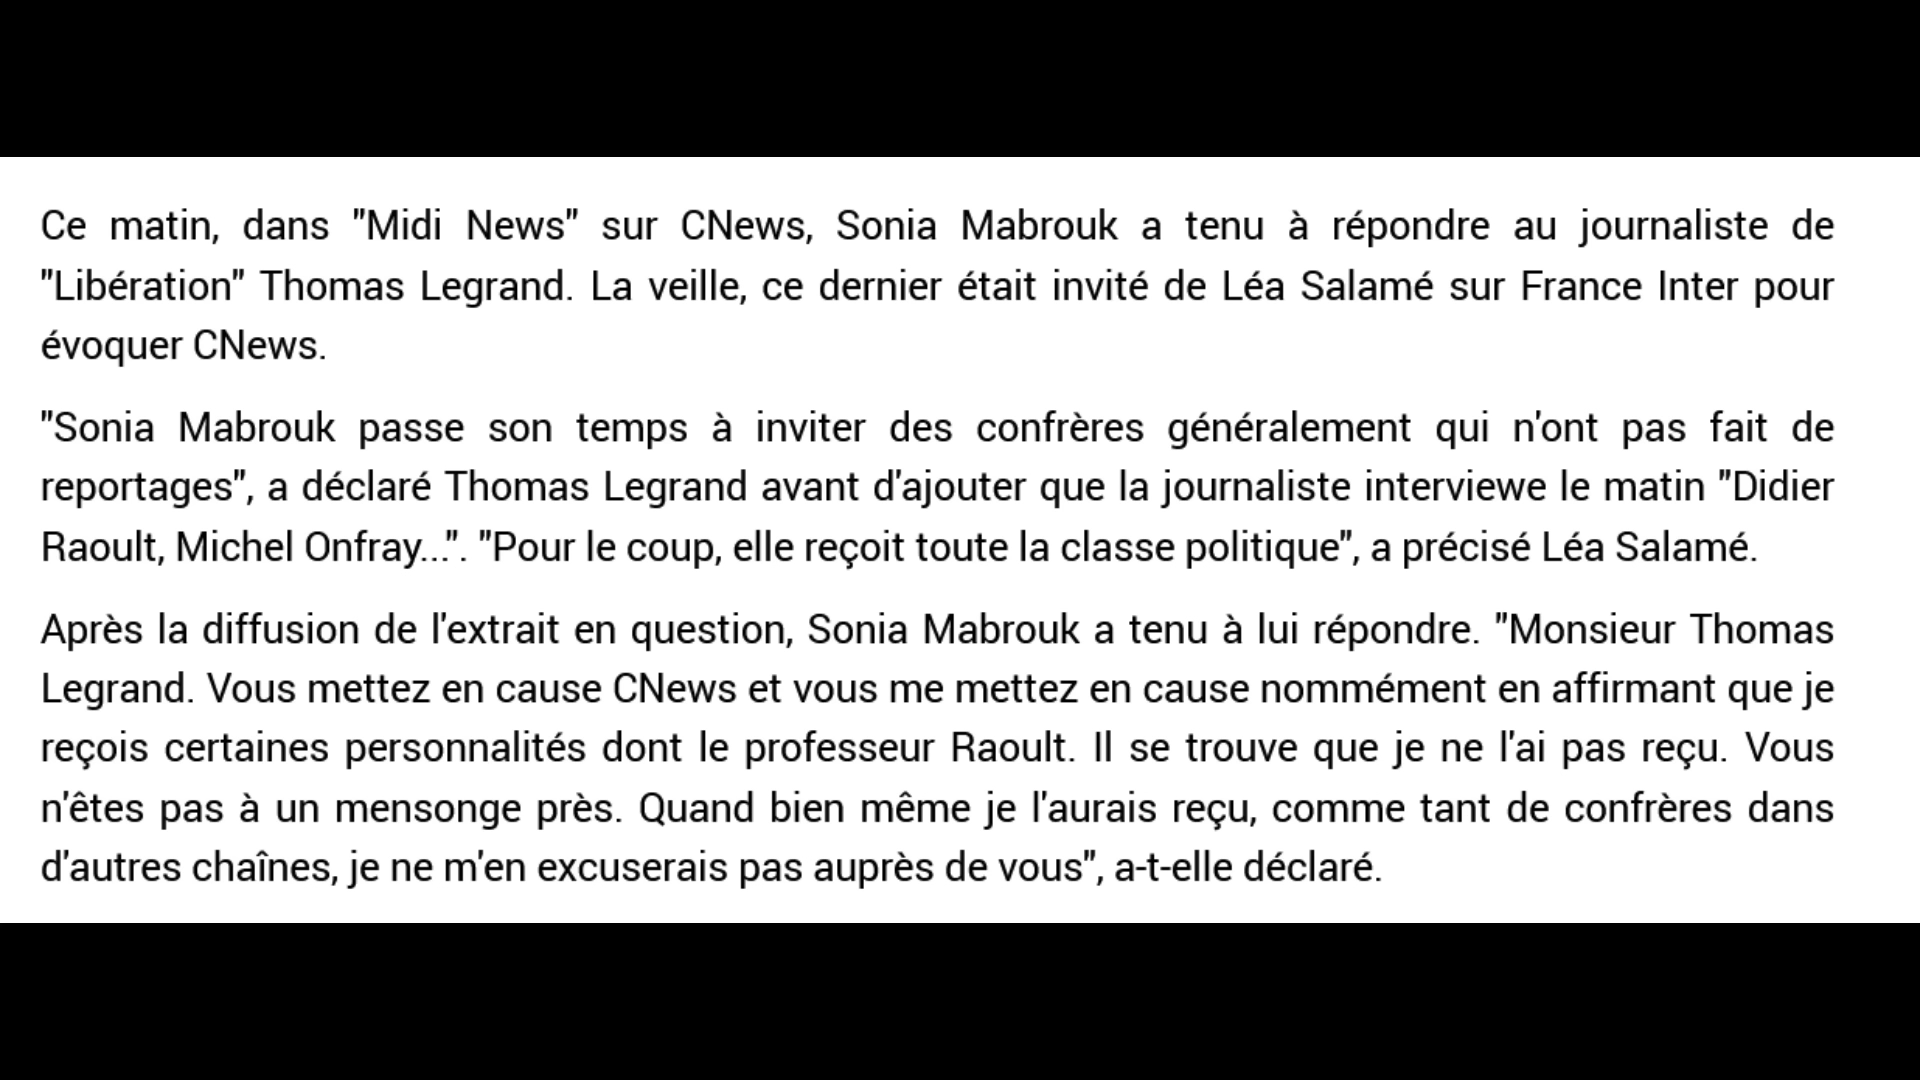 Ce matin, dans "Midi News" sur CNews, Sonia Mabrouk a tenu à répondre au journaliste de
"Libération" Thomas Legrand. La veille, ce dernier était invité de Léa Salamé sur France Inter pour
évoquer CNews.
"Sonia Mabrouk passe son temps à inviter des confrères généralement qui n'ont pas fait de
reportages", a déclaré Thomas Legrand avant d'ajouter que la journaliste interviewe le matin "Didier
Raoult, Michel Onfray...". "Pour le coup, elle reçoit toute la classe politique", a précisé Léa Salamé.
Après la diffusion de l'extrait en question, Sonia Mabrouk a tenu à lui répondre. "Monsieur Thomas
Legrand. Vous mettez en cause CNews et vous me mettez en cause nommément en affirmant que je
reçois certaines personnalités dont le professeur Raoult. Il se trouve que je ne l'ai pas reçu. Vous
n'êtes pas à un mensonge près. Quand bien même je l'aurais reçu, comme tant de confrères dans
d'autres chaînes, je ne m'en excuserais pas auprès de vous", a-t-elle déclaré.